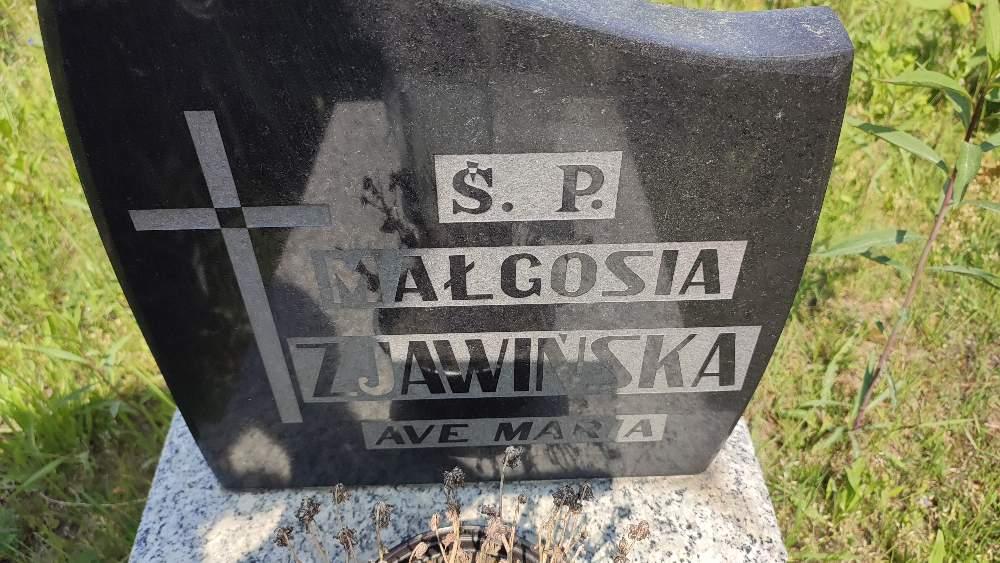 Ś. P.
MAŁGOSIA
ZJAWIŃSKA
AVE MARIA